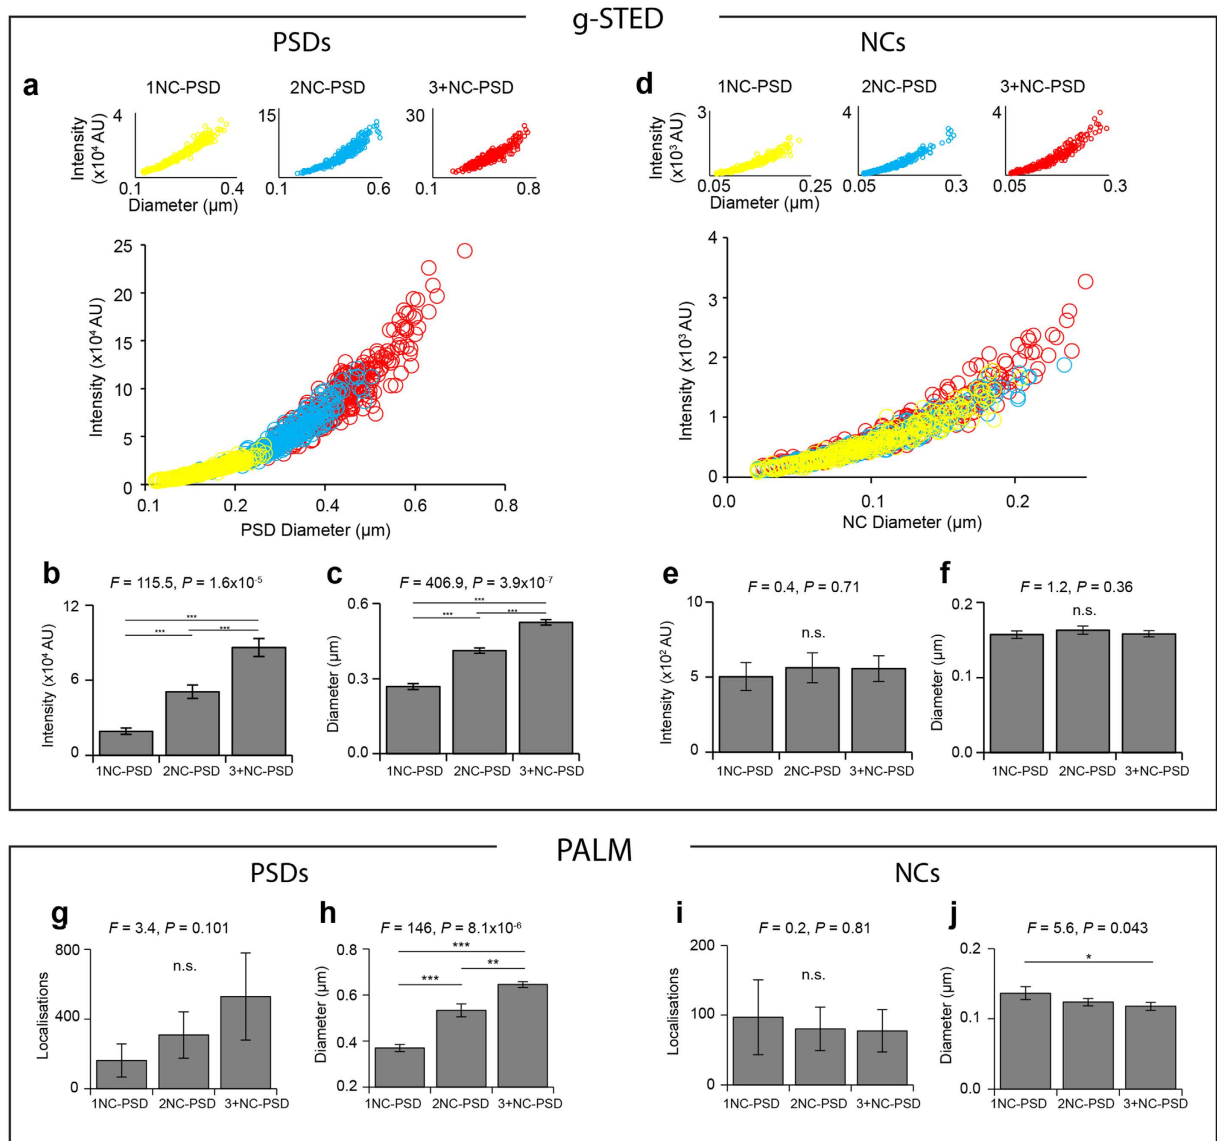 g-STED
PSDs
NCs
a
1NC-PSD
2NC-PSD
3+NC-PSD
Intensity
(x10⁴ AU)
4
0.1
0.4
15
0.1
0.6
30
0.1
0.8
Diameter (µm)
25
20
15
10
5
0
Intensity (x10⁴ AU)
0.1
0.2
0.4
0.6
0.8
PSD Diameter (µm)
d
1NC-PSD
2NC-PSD
3+NC-PSD
Intensity
(x10³ AU)
3
0.05
0.25
4
0.05
0.3
4
0.05
0.3
Diameter (µm)
4
3
2
1
0
Intensity (x10³ AU)
0.0
0.1
0.2
NC Diameter (µm)
b
F = 115.5, P = 1.6x10⁻⁵
12
6
0
Intensity (x10⁴ AU)
***
***
***
1NC-PSD
2NC-PSD
3+NC-PSD
c
F = 406.9, P = 3.9x10⁻⁷
0.6
0.3
0.0
Diameter (µm)
***
***
***
1NC-PSD
2NC-PSD
3+NC-PSD
e
F = 0.4, P = 0.71
10
5
0
Intensity (x10² AU)
n.s.
1NC-PSD
2NC-PSD
3+NC-PSD
f
F = 1.2, P = 0.36
0.2
0.1
0.0
Diameter (µm)
n.s.
1NC-PSD
2NC-PSD
3+NC-PSD
PALM
PSDs
NCs
g
F = 3.4, P = 0.101
800
400
0
Localisations
n.s.
1NC-PSD
2NC-PSD
3+NC-PSD
h
F = 146, P = 8.1x10⁻⁶
0.8
0.6
0.4
0.2
Diameter (µm)
***
***
**
1NC-PSD
2NC-PSD
3+NC-PSD
i
F = 0.2, P = 0.81
200
100
0
Localisations
n.s.
1NC-PSD
2NC-PSD
3+NC-PSD
j
F = 5.6, P = 0.043
0.2
0.1
0.0
Diameter (µm)
*
1NC-PSD
2NC-PSD
3+NC-PSD